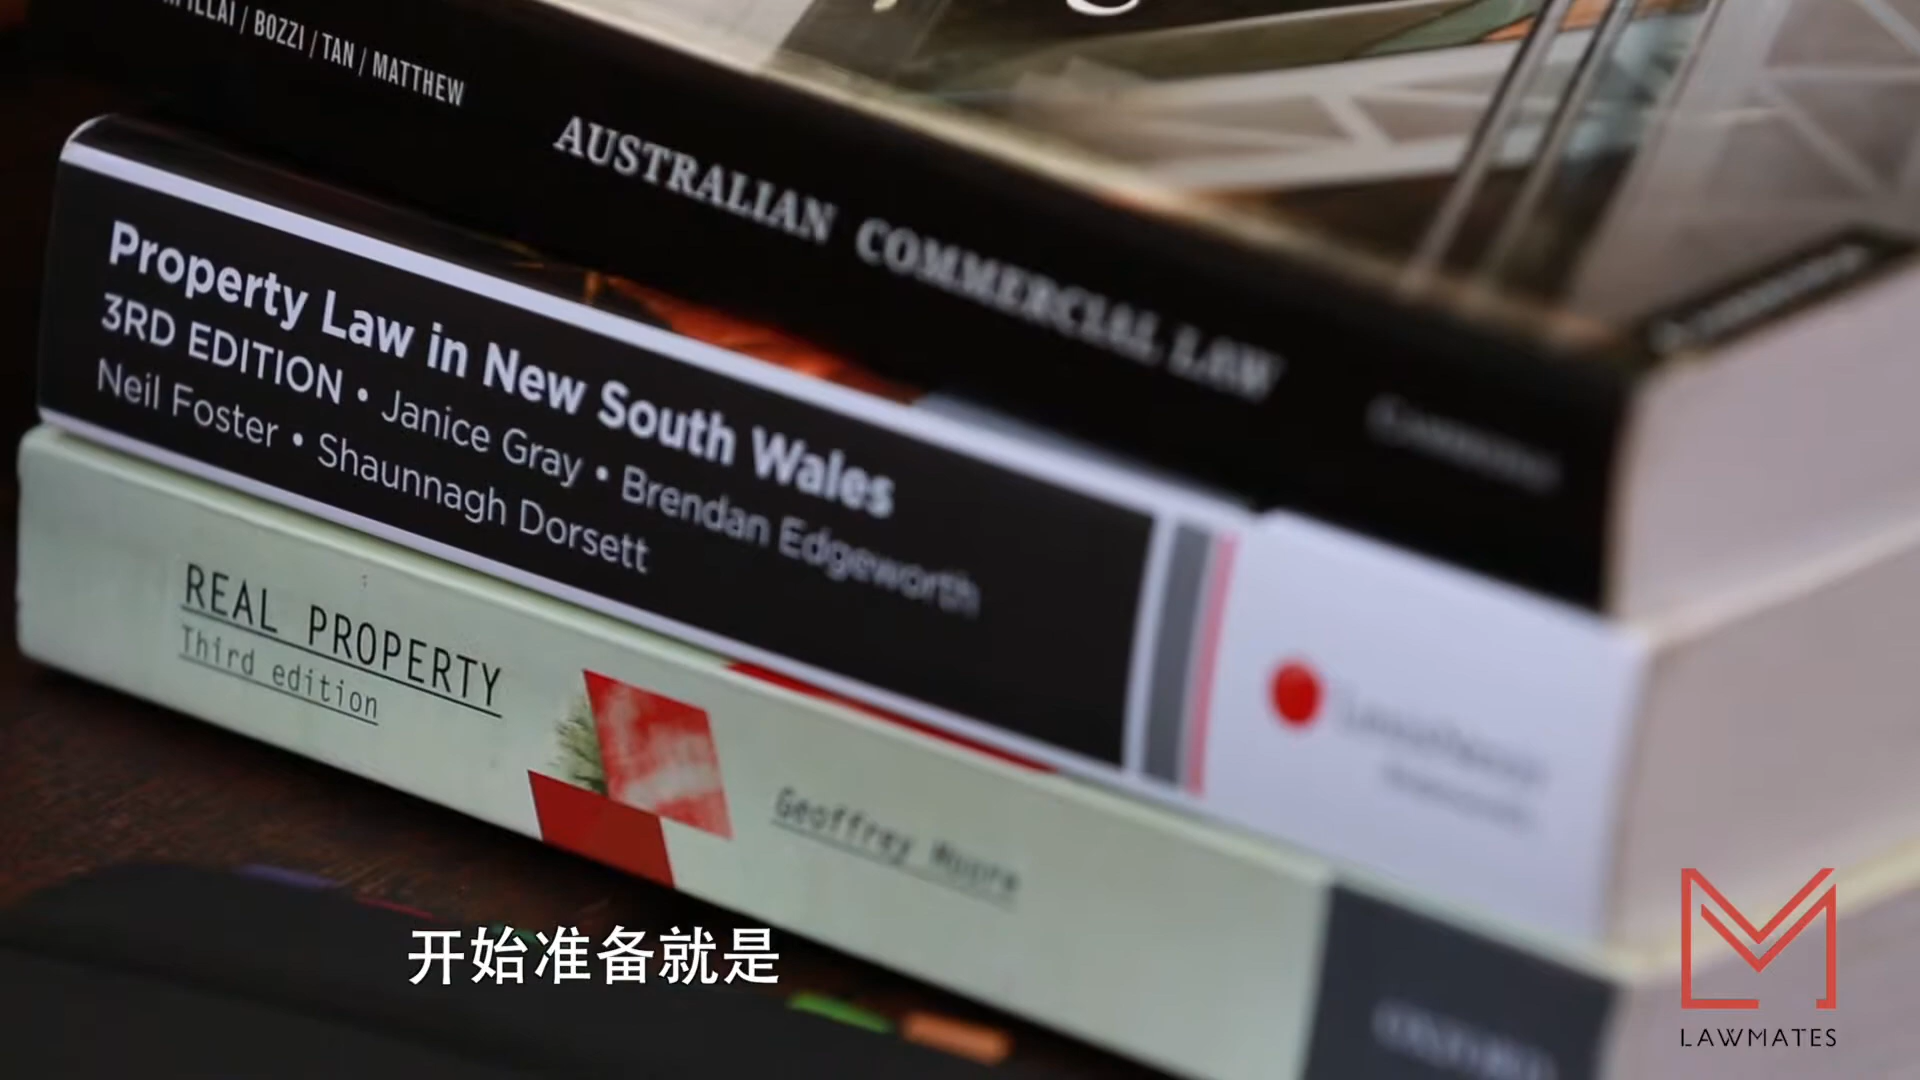 / BOZZI / TAN / MATTHEW
AUSTRALIAN COMMERCIAL LAW
Property Law in New South Wales
3RD EDITION • Janice Gray • Brendan Edgeworth
Neil Foster • Shaunnagh Dorsett
REAL PROPERTY
Third edition
Geoffrey Moore
OXFORD
开始准备就是
LAWMATES